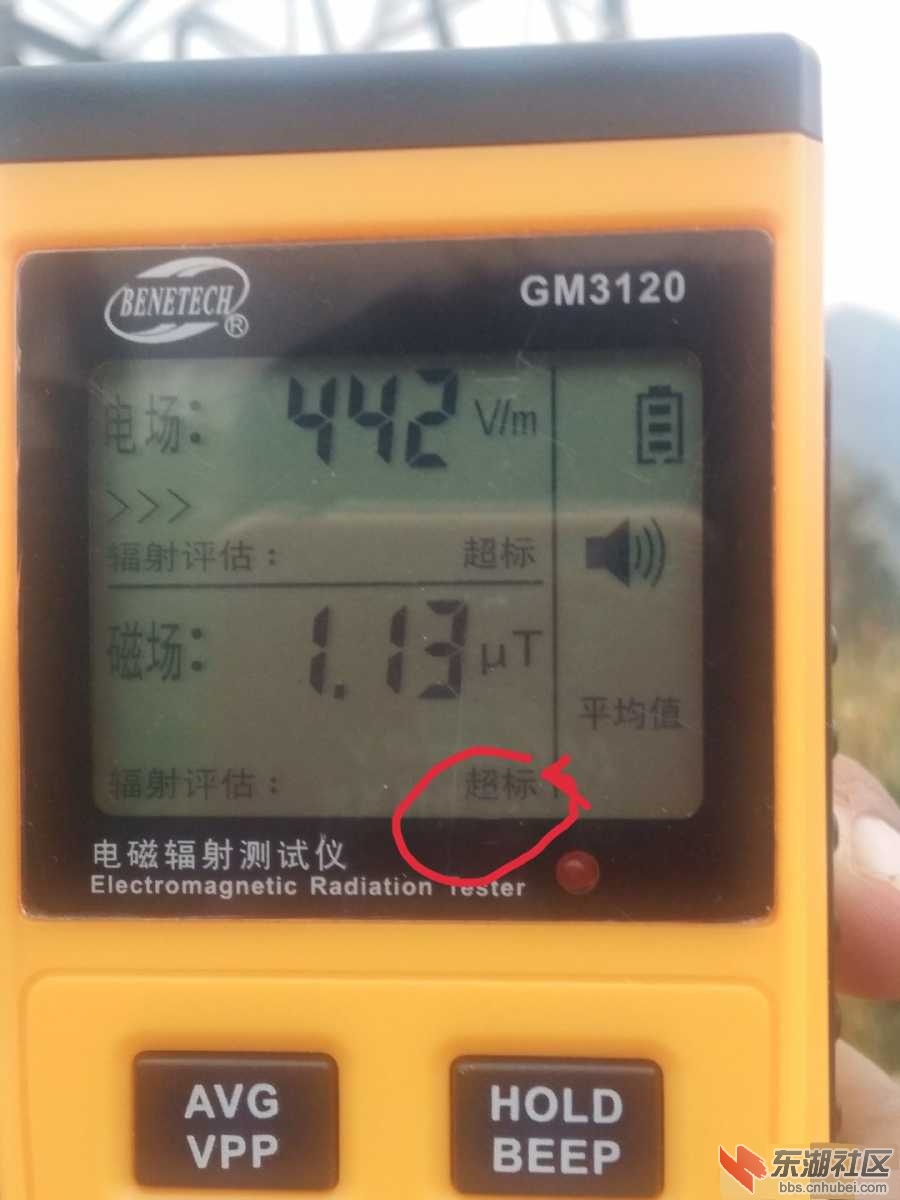 BENETECH®
GM3120
电场: 442 V/m
>>>
辐射评估: 超标
磁场: 1.13 μT
平均值
辐射评估: 超标
电磁辐射测试仪
Electromagnetic Radiation Tester
AVG
VPP
HOLD
BEEP
东湖社区
bbs.cnhubei.com